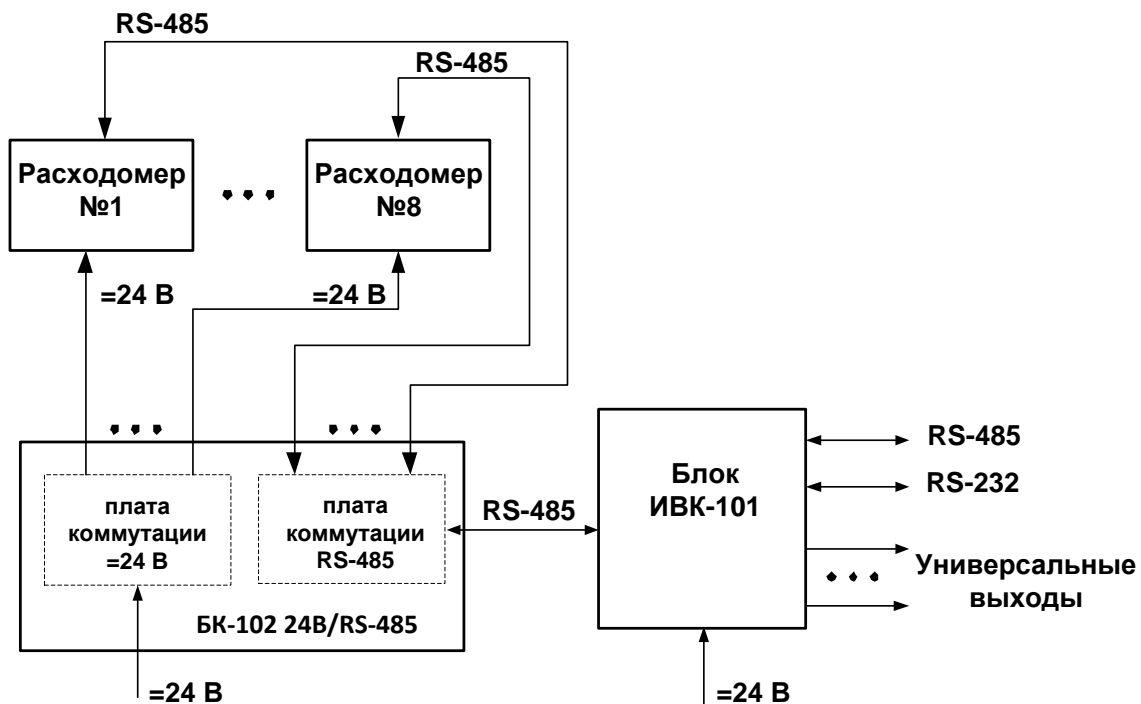 RS-485
RS-485
Расходомер
№1
Расходомер
№8
=24 В
=24 В
плата
коммутации
=24 В
плата
коммутации
RS-485
БК-102 24В/RS-485
=24 В
RS-485
Блок
ИВК-101
=24 В
RS-485
RS-232
Универсальные
выходы